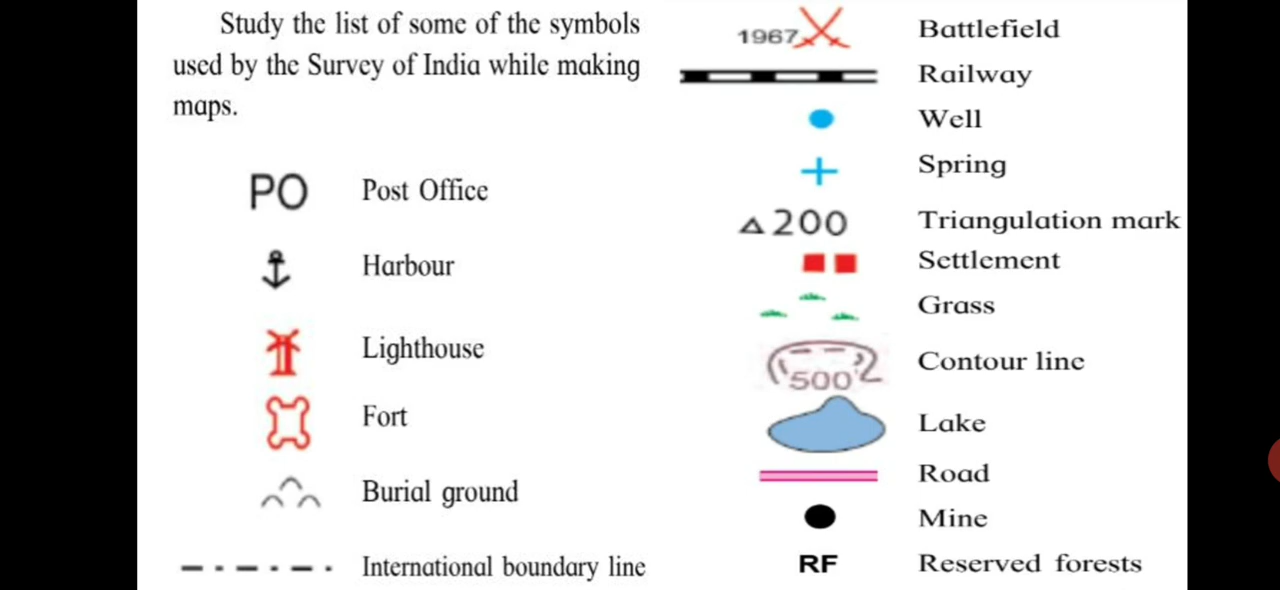 Study the list of some of the symbols
used by the Survey of India while making
maps.
PO Post Office
Harbour
Lighthouse
Fort
Burial ground
International boundary line
1967 Battlefield
Railway
Well
Spring
200 Triangulation mark
Settlement
Grass
500 Contour line
Lake
Road
Mine
RF Reserved forests